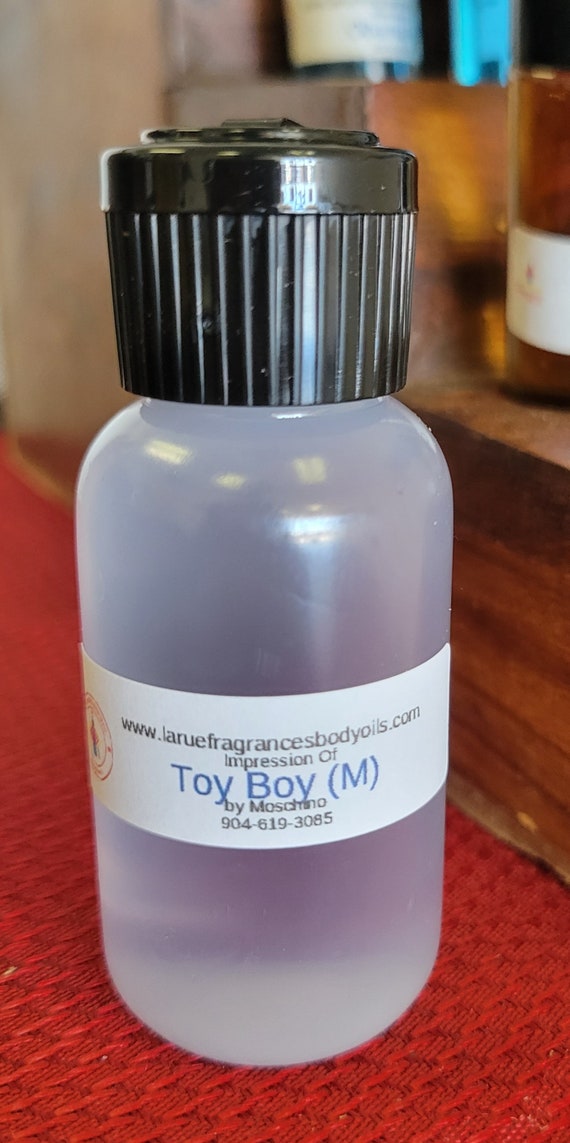 www.laruefragrancesbodyoils.com
Impression Of
Toy Boy (M)
by Moschino
904-619-3085